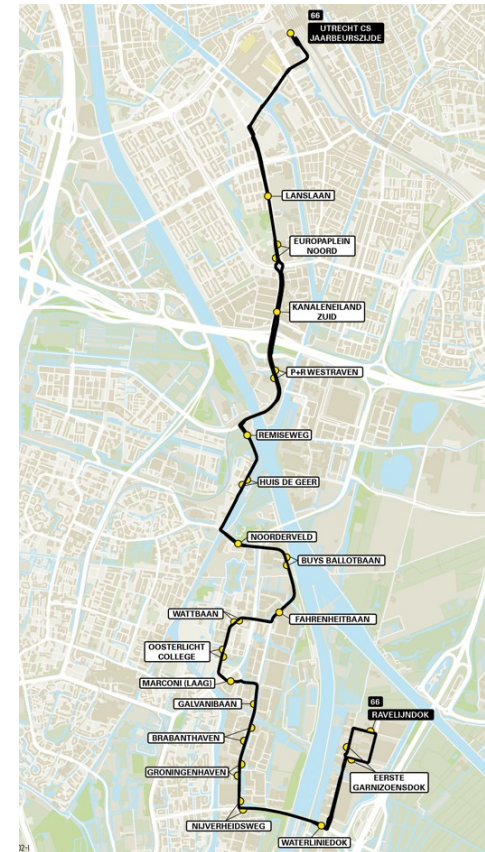 66
UTRECHT CS
JAARBEURSZIJDE
LANSLAAN
EUROPAPLEIN
NOORD
KANALENEILAND
ZUID
P+R WESTRAVEN
REMISEWEG
HUIS DE GEER
NOORDERVELD
BUYS BALLOTBAAN
WATTBAAN
FAHRENHEITBAAN
OOSTERLICHT
COLLEGE
MARCONI (LAAG)
GALVANIBAAN
66
RAVELIJNDOK
BRABANTHAVEN
GRONINGENHAVEN
EERSTE
GARNIZOENSDOK
NIJVERHEIDSWEG
WATERLINIEDOK